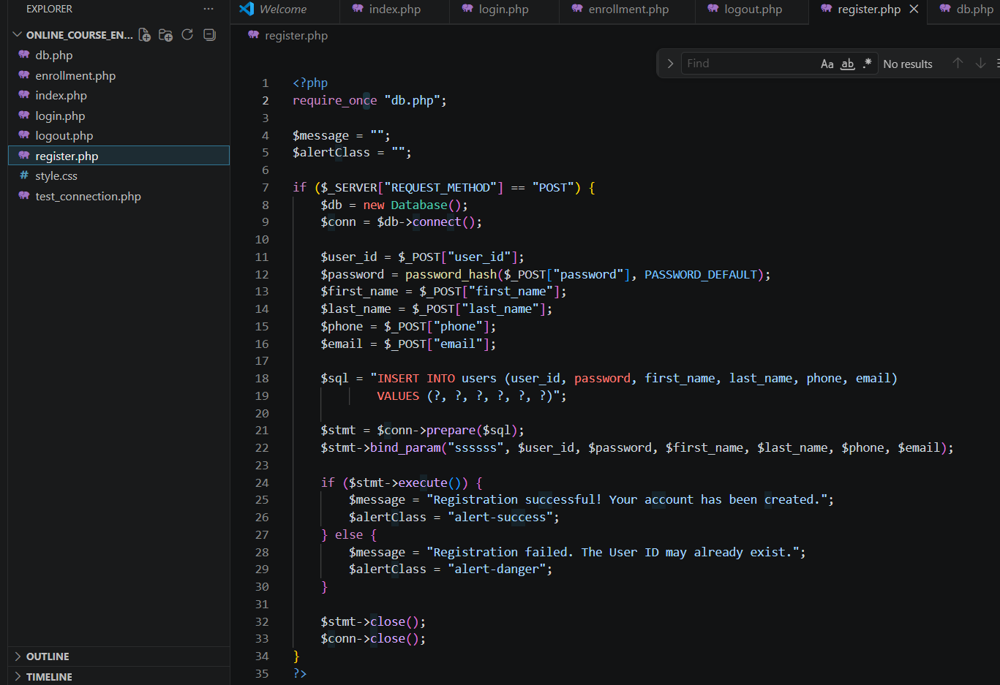 EXPLORER ···
ONLINE_COURSE_EN...
db.php
enrollment.php
index.php
login.php
logout.php
register.php
# style.css
test_connection.php
OUTLINE
TIMELINE
Welcome index.php login.php enrollment.php logout.php register.php db.php
register.php
Find Aa ab .* No results
1 <?php
2 require_once "db.php";
3
4 $message = "";
5 $alertClass = "";
6
7 if ($_SERVER["REQUEST_METHOD"] == "POST") {
8     $db = new Database();
9     $conn = $db->connect();
10
11     $user_id = $_POST["user_id"];
12     $password = password_hash($_POST["password"], PASSWORD_DEFAULT);
13     $first_name = $_POST["first_name"];
14     $last_name = $_POST["last_name"];
15     $phone = $_POST["phone"];
16     $email = $_POST["email"];
17
18     $sql = "INSERT INTO users (user_id, password, first_name, last_name, phone, email)
19             VALUES (?, ?, ?, ?, ?, ?)";
20
21     $stmt = $conn->prepare($sql);
22     $stmt->bind_param("ssssss", $user_id, $password, $first_name, $last_name, $phone, $email);
23
24     if ($stmt->execute()) {
25         $message = "Registration successful! Your account has been created.";
26         $alertClass = "alert-success";
27     } else {
28         $message = "Registration failed. The User ID may already exist.";
29         $alertClass = "alert-danger";
30     }
31
32     $stmt->close();
33     $conn->close();
34 }
35 ?>